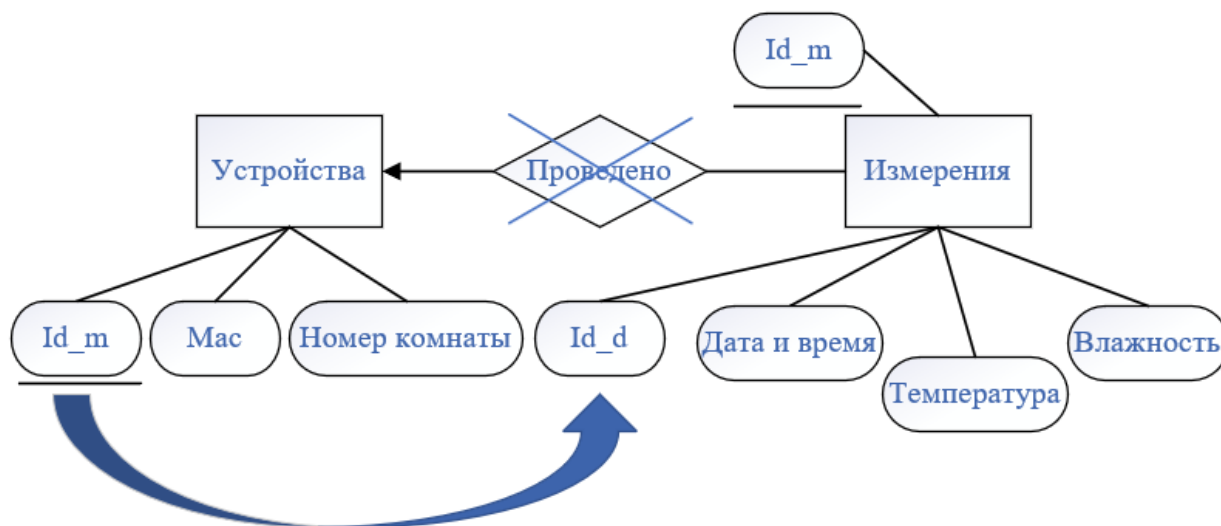 Id_m
Устройства
Проведено
Измерения
Id_m
Mac
Номер комнаты
Id_d
Дата и время
Температура
Влажность